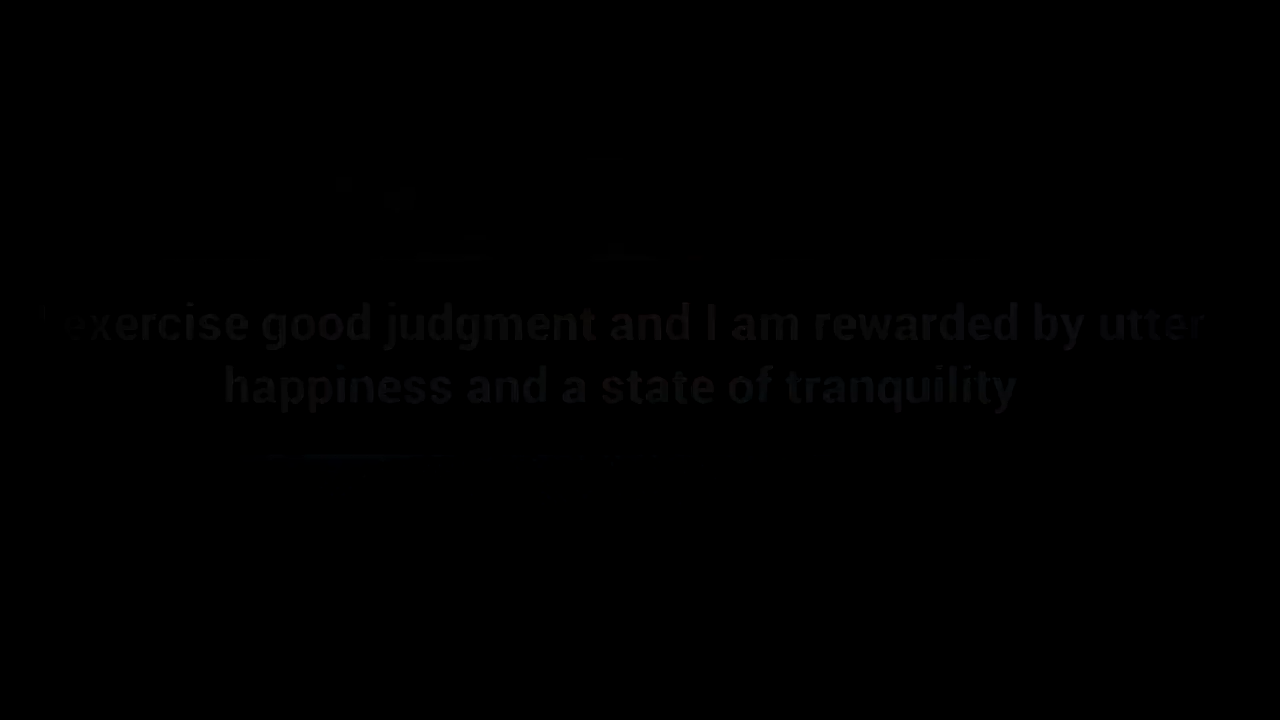 I exercise good judgment and I am rewarded by utter
happiness and a state of tranquility